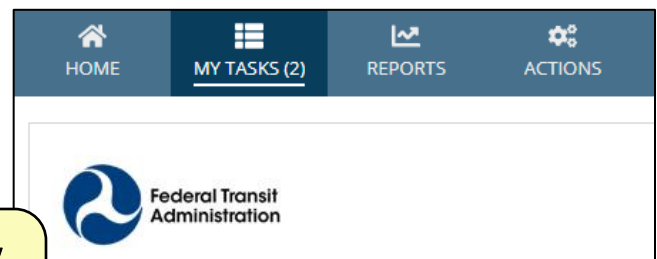 HOME MY TASKS (2) REPORTS ACTIONS
Federal Transit
Administration